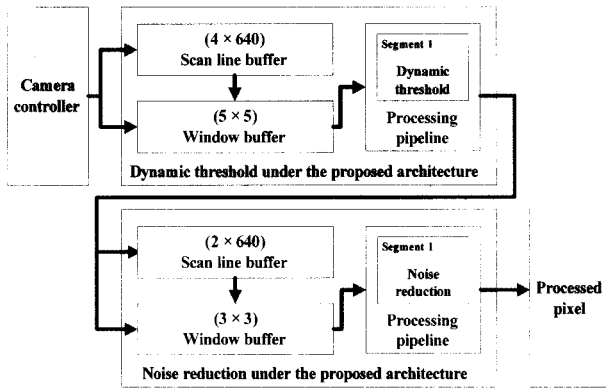 (4 × 640)
Scan line buffer
Segment 1
Dynamic
threshold
Camera
controller
(5 × 5)
Window buffer
Processing
pipeline
Dynamic threshold under the proposed architecture
(2 × 640)
Scan line buffer
Segment 1
Noise
reduction
Processed
pixel
(3 × 3)
Window buffer
Processing
pipeline
Noise reduction under the proposed architecture